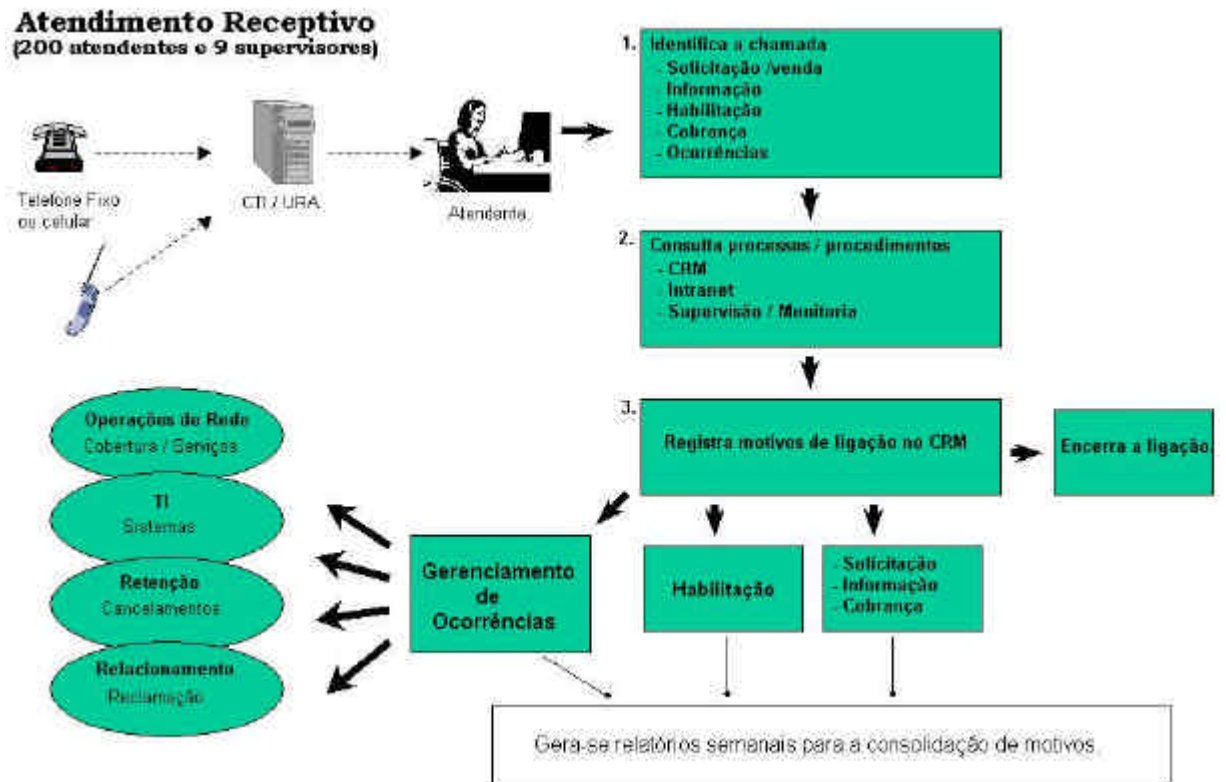 Atendimento Receptivo
(200 atendentes e 9 supervisores)
Telefone Fixo
ou celular
CTI / URA
Atendente
1. Identifica a chamada
- Solicitação /venda
- Informação
- Habilitação
- Cobrança
- Ocorrências
2. Consulta processos / procedimentos
- CRM
- Intranet
- Supervisão / Monitoria
3. Registra motivos de ligação no CRM
Encerra a ligação
Operações de Rede
Cobertura / Serviços
TI
Sistemas
Retenção
Cancelamentos
Relacionamento
Reclamação
Gerenciamento
de
Ocorrências
Habilitação
- Solicitação
- Informação
- Cobrança
Gera-se relatórios semanais para a consolidação de motivos.